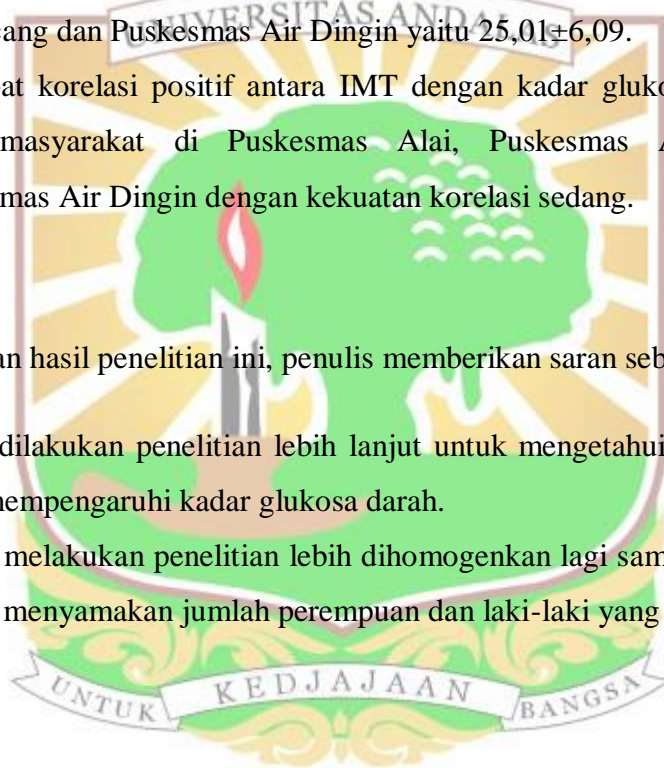 UNIVERSITAS ANDALAS
cang dan Puskesmas Air Dingin yaitu 25,01±6,09.
at korelasi positif antara IMT dengan kadar gluko
masyarakat di Puskesmas Alai, Puskesmas A
mas Air Dingin dengan kekuatan korelasi sedang.
an hasil penelitian ini, penulis memberikan saran seb
dilakukan penelitian lebih lanjut untuk mengetahui
mempengaruhi kadar glukosa darah.
melakukan penelitian lebih dihomogenkan lagi sam
menyamakan jumlah perempuan dan laki-laki yang
UNTUK KEDJAJAAN BANGSA